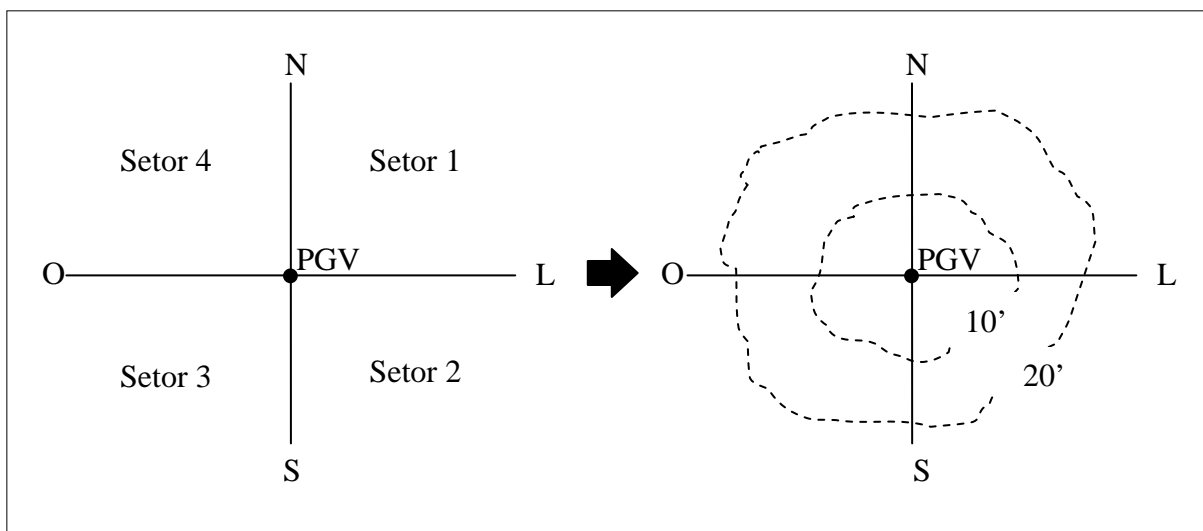 N
Setor 4
Setor 1
PGV
O
L
Setor 3
Setor 2
S
N
PGV
O
L
10’
20’
S